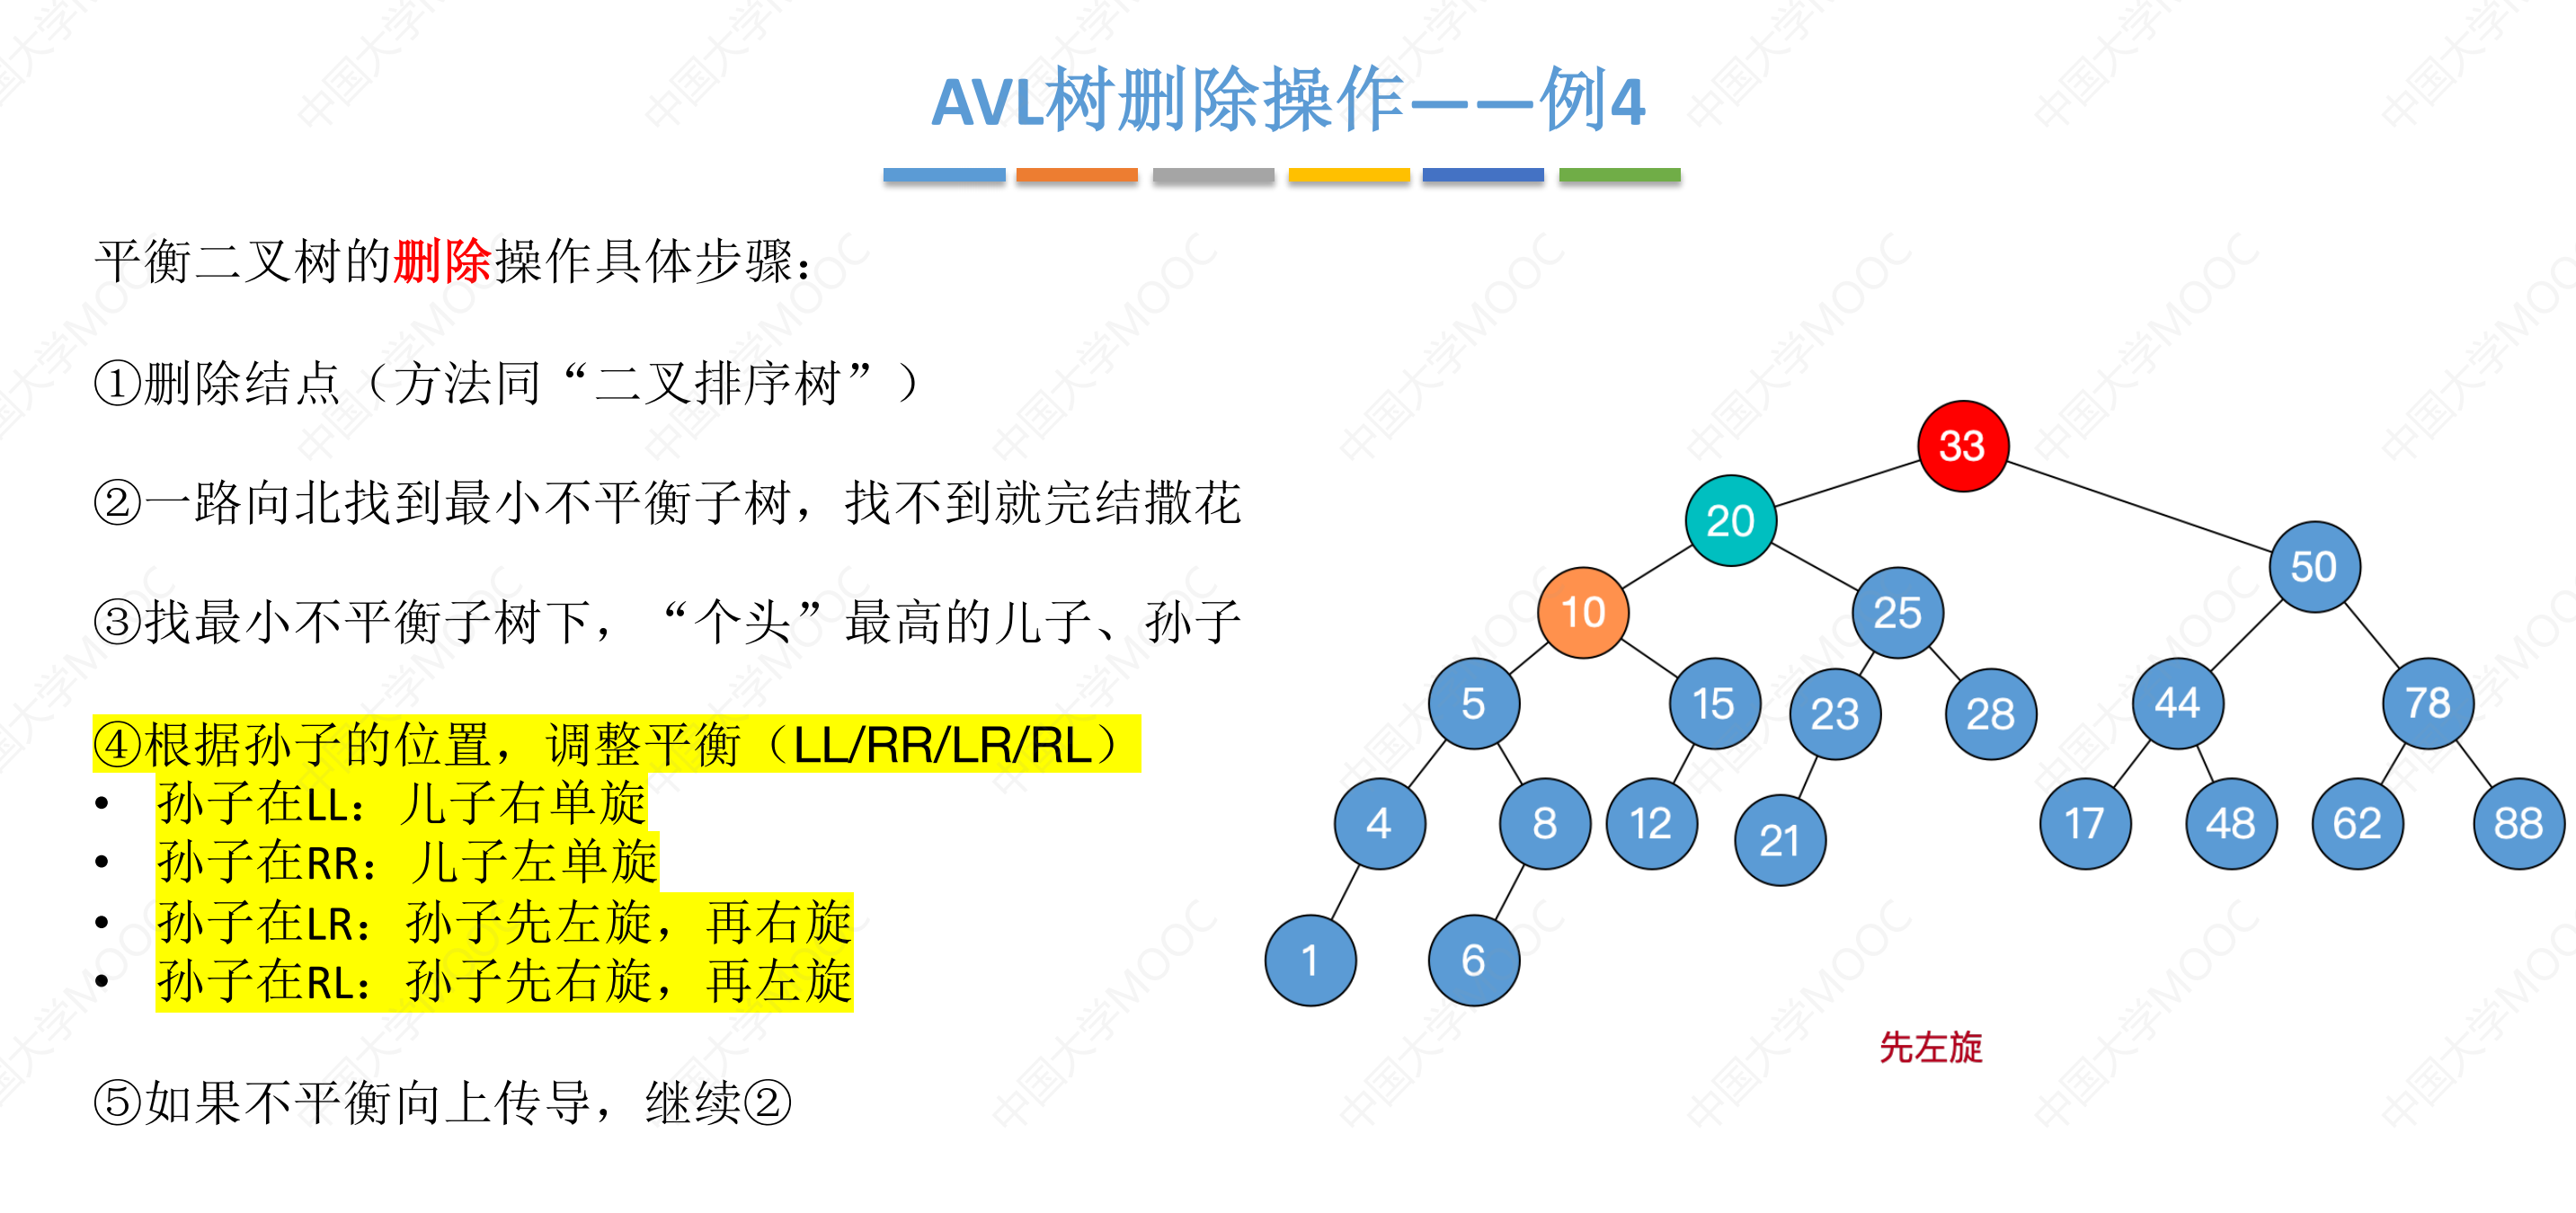 AVL树删除操作——例4
平衡二叉树的删除操作具体步骤：
①删除结点（方法同“二叉排序树”）
②一路向北找到最小不平衡子树，找不到就完结撒花
③找最小不平衡子树下，“个头”最高的儿子、孙子
④根据孙子的位置，调整平衡（LL/RR/LR/RL）
• 孙子在LL：儿子右单旋
• 孙子在RR：儿子左单旋
• 孙子在LR：孙子先左旋，再右旋
• 孙子在RL：孙子先右旋，再左旋
⑤如果不平衡向上传导，继续②
33
20
50
10
25
5
15
23
28
44
78
4
8
12
21
17
48
62
88
1
6
先左旋
中国大学MOOC